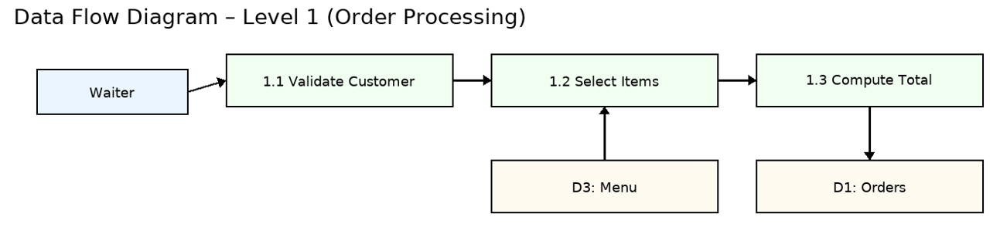 Data Flow Diagram – Level 1 (Order Processing)
Waiter
1.1 Validate Customer
1.2 Select Items
1.3 Compute Total
D3: Menu
D1: Orders